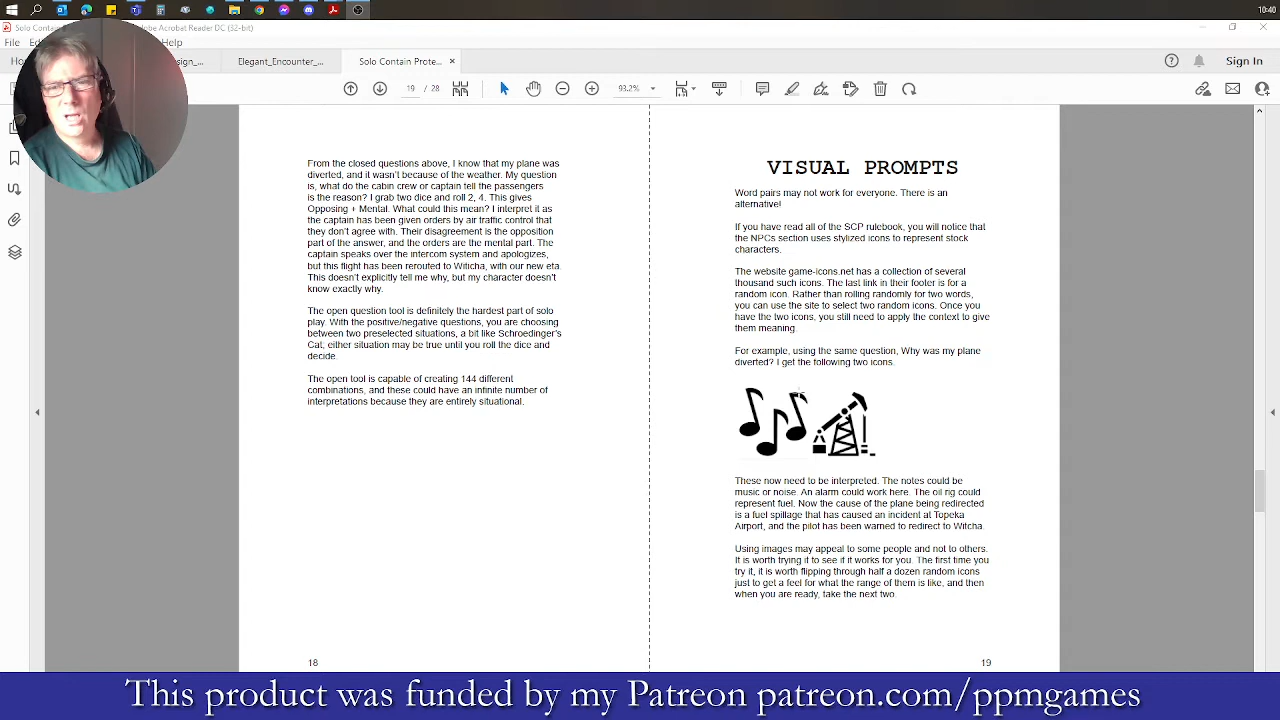 10:40
Solo Contain
Adobe Acrobat Reader DC (32-bit)
File
Help
Elegant_Encounter_...
Solo Contain Prote...
Sign In
19 / 28
93.2%
From the closed questions above, I know that my plane was
diverted, and it wasn't because of the weather. My question
is, what do the cabin crew or captain tell the passengers
is the reason? I grab two dice and roll 2, 4. This gives
Opposing + Mental. What could this mean? I interpret it as
the captain has been given orders by air traffic control that
they don't agree with. Their disagreement is the opposition
part of the answer, and the orders are the mental part. The
captain speaks over the intercom system and apologizes,
but this flight has been rerouted to Witicha, with our new eta.
This doesn't explicitly tell me why, but my character doesn't
know exactly why.
The open question tool is definitely the hardest part of solo
play. With the positive/negative questions, you are choosing
between two preselected situations, a bit like Schroedinger's
Cat; either situation may be true until you roll the dice and
decide.
The open tool is capable of creating 144 different
combinations, and these could have an infinite number of
interpretations because they are entirely situational.
18
VISUAL PROMPTS
Word pairs may not work for everyone. There is an
alternative!
If you have read all of the SCP rulebook, you will notice that
the NPCs section uses stylized icons to represent stock
characters.
The website game-icons.net has a collection of several
thousand such icons. The last link in their footer is for a
random icon. Rather than rolling randomly for two words,
you can use the site to select two random icons. Once you
have the two icons, you still need to apply the context to give
them meaning.
For example, using the same question, Why was my plane
diverted? I get the following two icons.
These now need to be interpreted. The notes could be
music or noise. An alarm could work here. The oil rig could
represent fuel. Now the cause of the plane being redirected
is a fuel spillage that has caused an incident at Topeka
Airport, and the pilot has been warned to redirect to Witcha.
Using images may appeal to some people and not to others.
It is worth trying it to see if it works for you. The first time you
try it, it is worth flipping through half a dozen random icons
just to get a feel for what the range of them is like, and then
when you are ready, take the next two.
19
This product was funded by my Patreon patreon.com/ppmgames